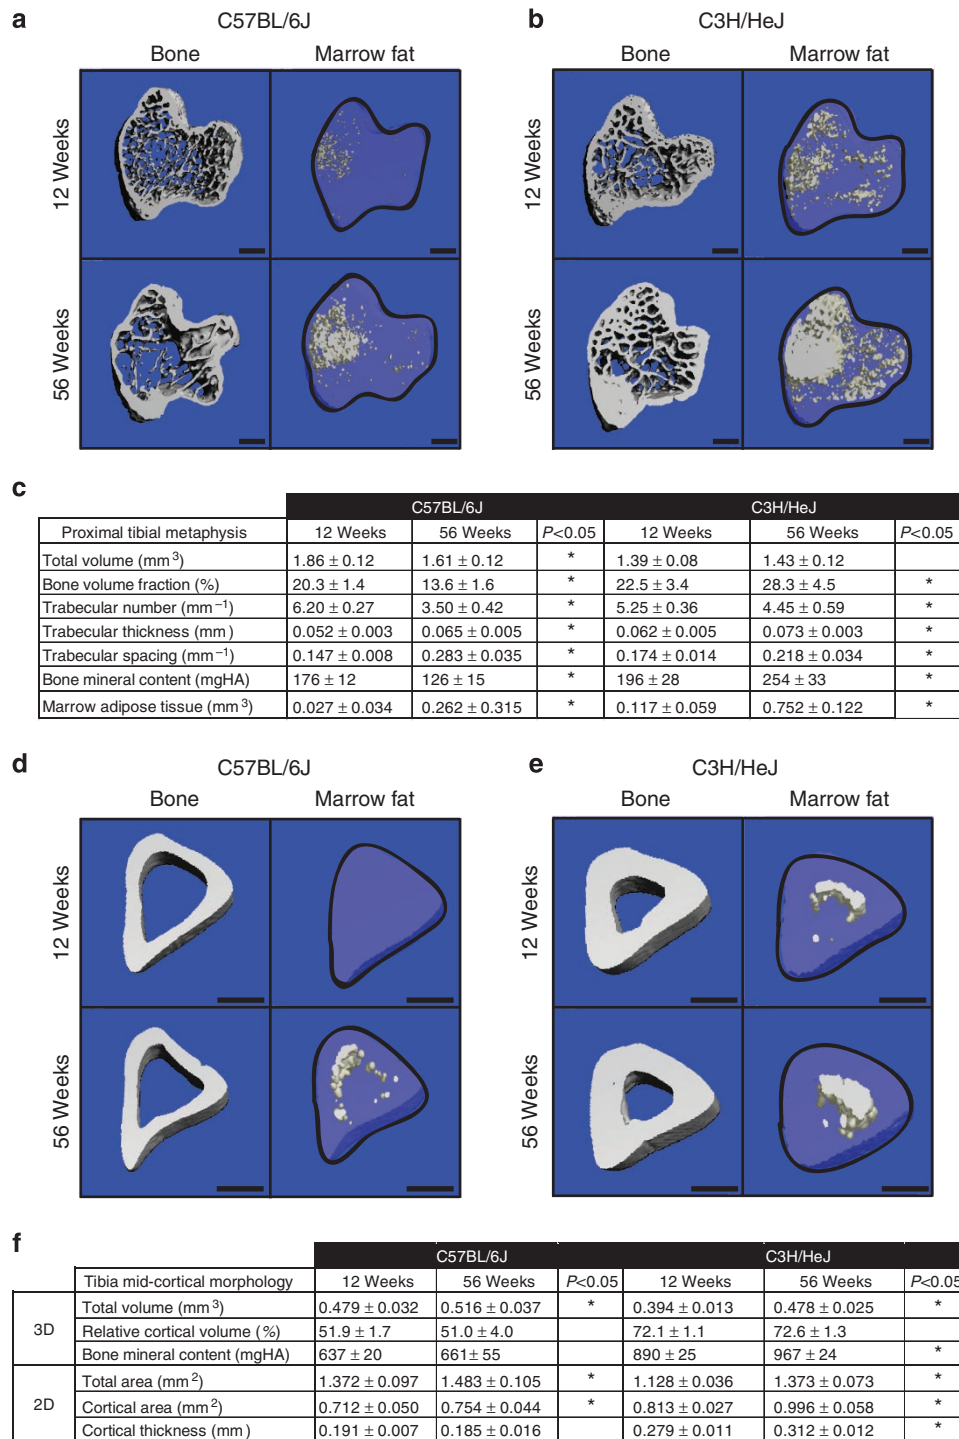 a
C57BL/6J
Bone
Marrow fat
12 Weeks
56 Weeks
b
C3H/HeJ
Bone
Marrow fat
12 Weeks
56 Weeks
c
C57BL/6J C3H/HeJ
Proximal tibial metaphysis 12 Weeks 56 Weeks P<0.05 12 Weeks 56 Weeks P<0.05
Total volume (mm³) 1.86 ± 0.12 1.61 ± 0.12 * 1.39 ± 0.08 1.43 ± 0.12
Bone volume fraction (%) 20.3 ± 1.4 13.6 ± 1.6 * 22.5 ± 3.4 28.3 ± 4.5 *
Trabecular number (mm⁻¹) 6.20 ± 0.27 3.50 ± 0.42 * 5.25 ± 0.36 4.45 ± 0.59 *
Trabecular thickness (mm) 0.052 ± 0.003 0.065 ± 0.005 * 0.062 ± 0.005 0.073 ± 0.003 *
Trabecular spacing (mm⁻¹) 0.147 ± 0.008 0.283 ± 0.035 * 0.174 ± 0.014 0.218 ± 0.034 *
Bone mineral content (mgHA) 176 ± 12 126 ± 15 * 196 ± 28 254 ± 33 *
Marrow adipose tissue (mm³) 0.027 ± 0.034 0.262 ± 0.315 * 0.117 ± 0.059 0.752 ± 0.122 *
d
C57BL/6J
Bone
Marrow fat
12 Weeks
56 Weeks
e
C3H/HeJ
Bone
Marrow fat
12 Weeks
56 Weeks
f
C57BL/6J C3H/HeJ
Tibia mid-cortical morphology 12 Weeks 56 Weeks P<0.05 12 Weeks 56 Weeks P<0.05
3D
Total volume (mm³) 0.479 ± 0.032 0.516 ± 0.037 * 0.394 ± 0.013 0.478 ± 0.025 *
Relative cortical volume (%) 51.9 ± 1.7 51.0 ± 4.0 72.1 ± 1.1 72.6 ± 1.3
Bone mineral content (mgHA) 637 ± 20 661± 55 890 ± 25 967 ± 24 *
2D
Total area (mm²) 1.372 ± 0.097 1.483 ± 0.105 * 1.128 ± 0.036 1.373 ± 0.073 *
Cortical area (mm²) 0.712 ± 0.050 0.754 ± 0.044 * 0.813 ± 0.027 0.996 ± 0.058 *
Cortical thickness (mm) 0.191 ± 0.007 0.185 ± 0.016 0.279 ± 0.011 0.312 ± 0.012 *